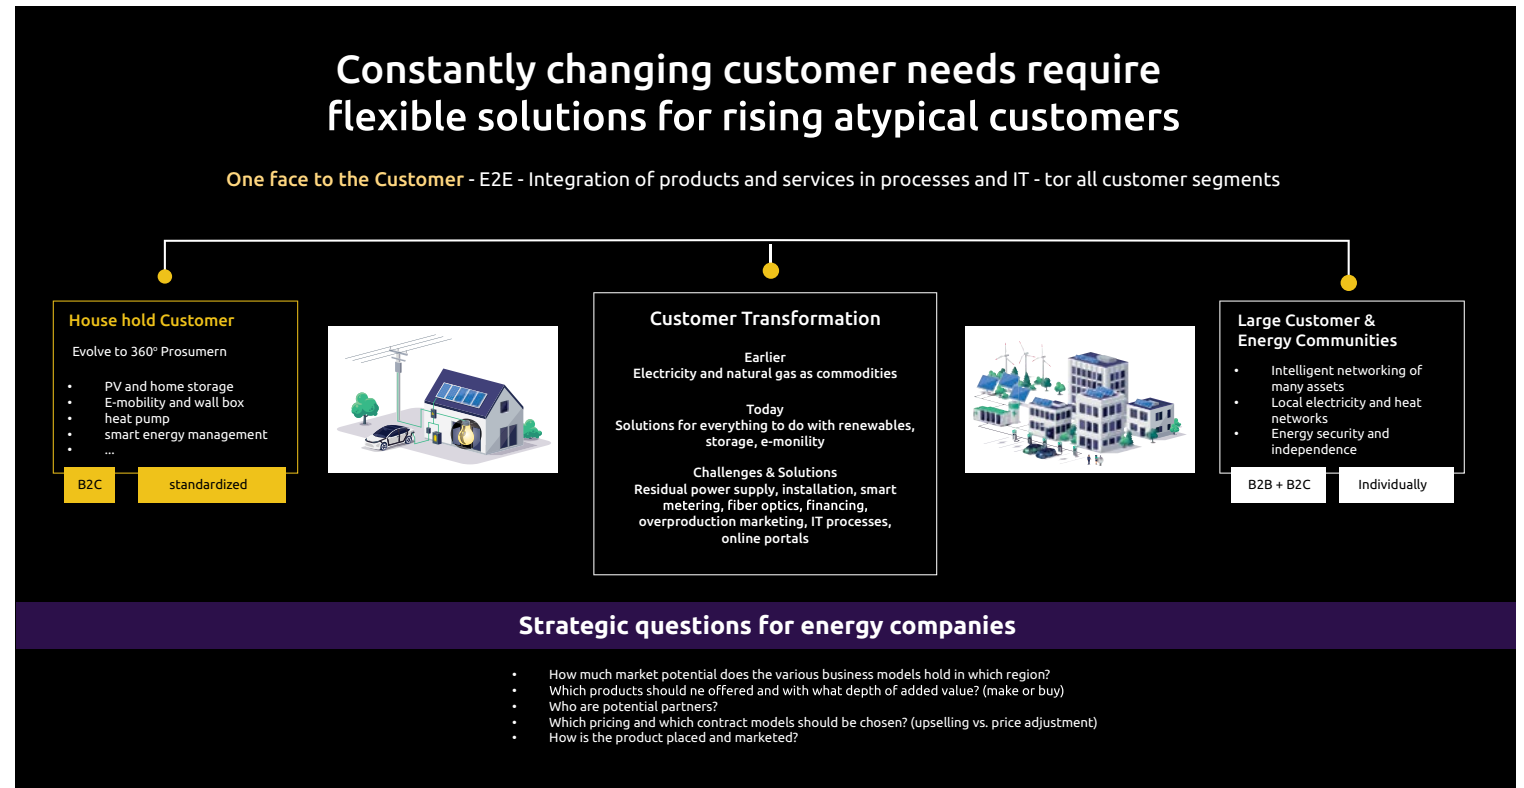 Constantly changing customer needs require
flexible solutions for rising atypical customers
One face to the Customer - E2E - Integration of products and services in processes and IT - tor all customer segments
House hold Customer
Evolve to 360° Prosumern
• PV and home storage
• E-mobility and wall box
• heat pump
• smart energy management
• ...
B2C
standardized
Customer Transformation
Earlier
Electricity and natural gas as commodities
Today
Solutions for everything to do with renewables,
storage, e-monility
Challenges & Solutions
Residual power supply, installation, smart
metering, fiber optics, financing,
overproduction marketing, IT processes,
online portals
Large Customer &
Energy Communities
• Intelligent networking of
many assets
• Local electricity and heat
networks
• Energy security and
independence
B2B + B2C
Individually
Strategic questions for energy companies
• How much market potential does the various business models hold in which region?
• Which products should ne offered and with what depth of added value? (make or buy)
• Who are potential partners?
• Which pricing and which contract models should be chosen? (upselling vs. price adjustment)
• How is the product placed and marketed?